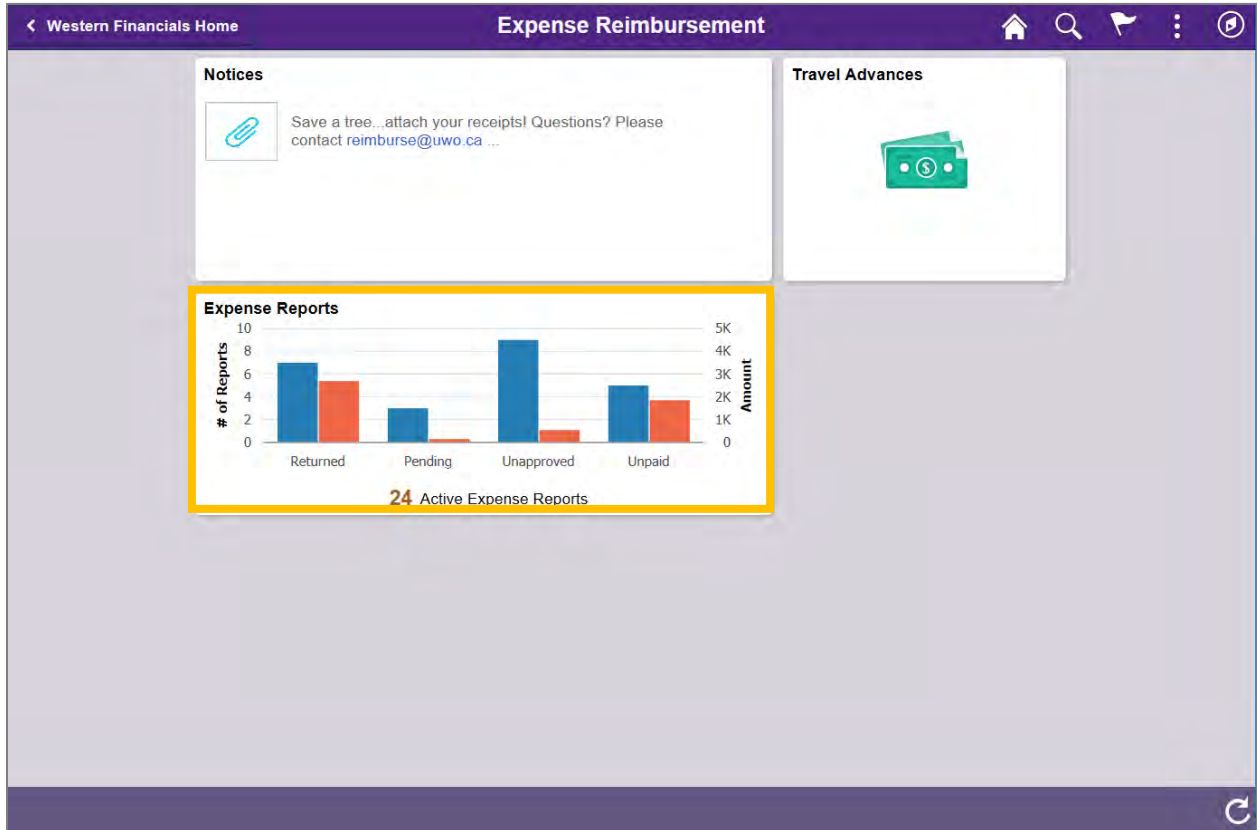 Western Financials Home
Expense Reimbursement
Notices
Save a tree...attach your receipts! Questions? Please
contact reimburse@uwo.ca ...
Travel Advances
$
Expense Reports
# of Reports
10
8
6
4
2
0
5K
4K
3K
2K
1K
0
Amount
Returned Pending Unapproved Unpaid
24 Active Expense Reports